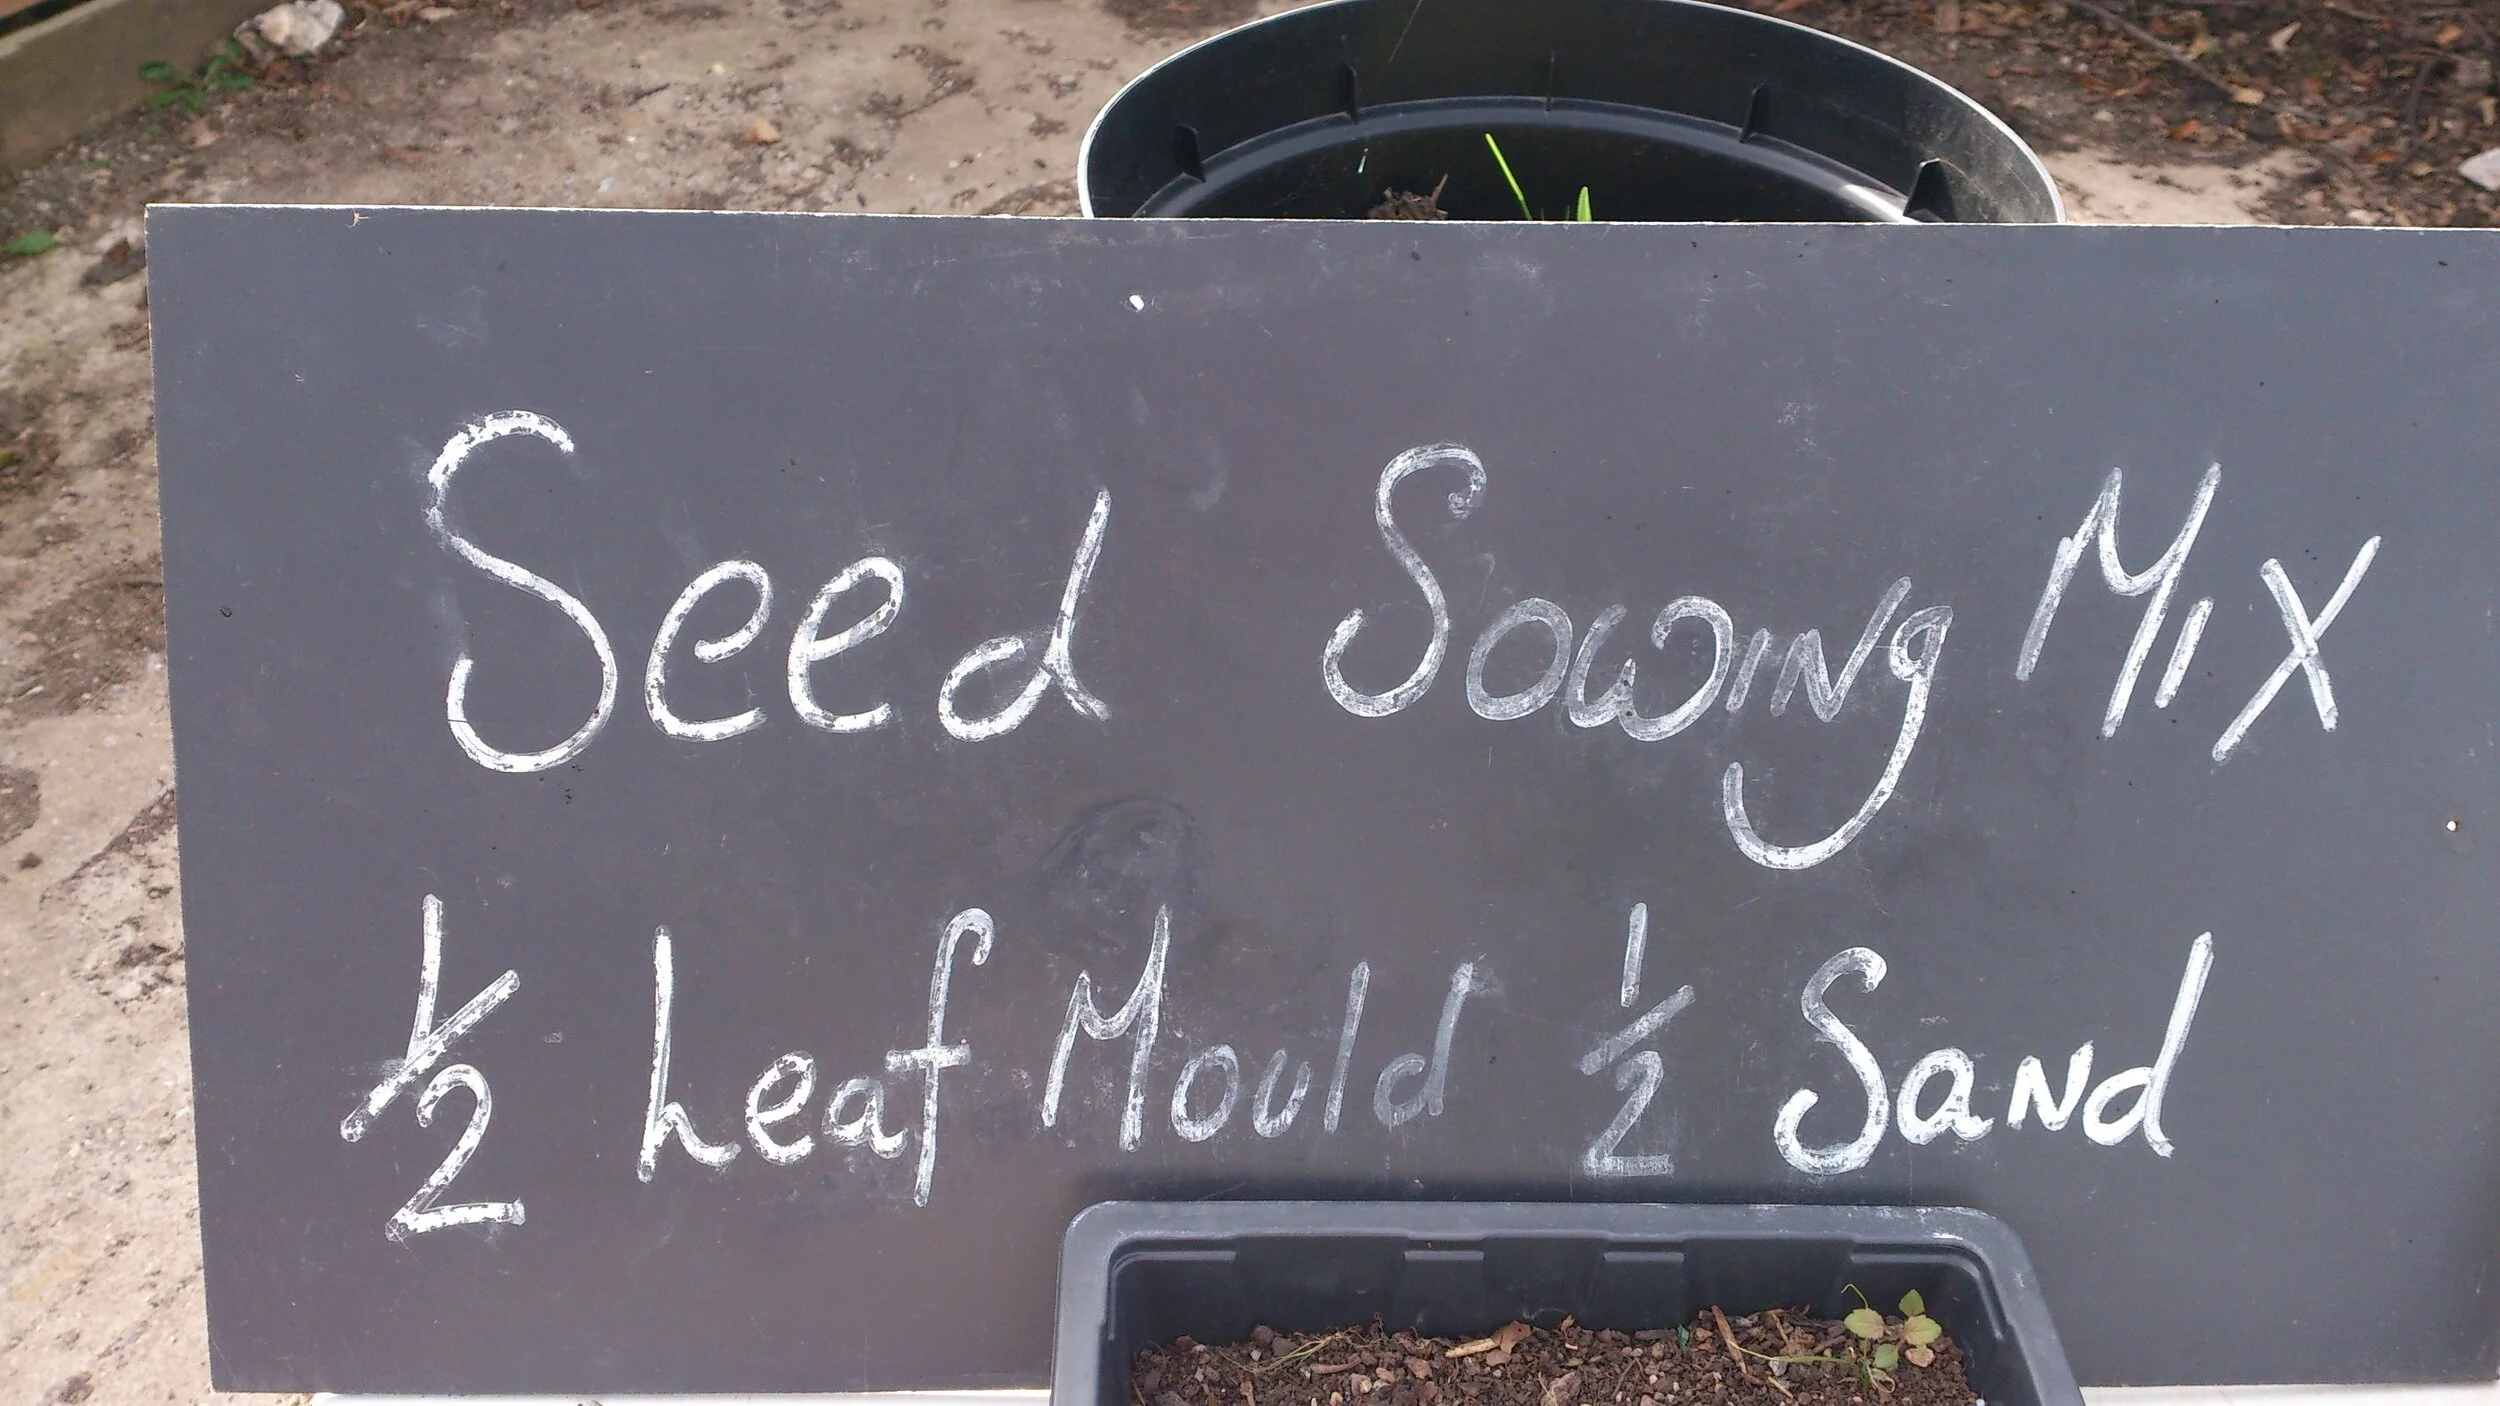 Seed Sowing Mix
1/2 Leaf Mould 1/2 Sand